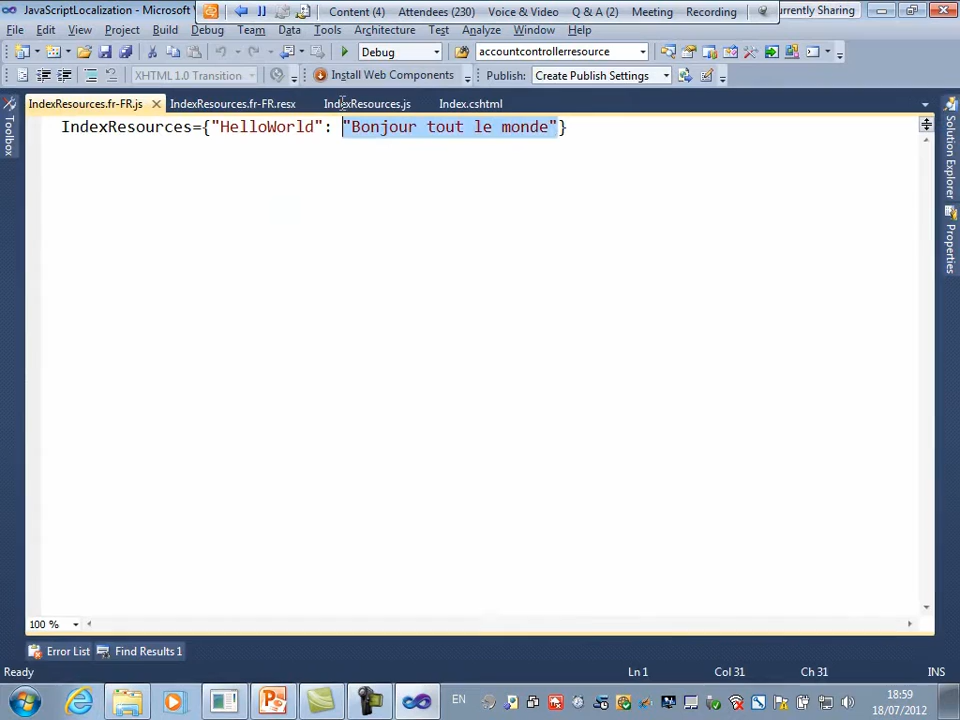 JavaScriptLocalization - Microsoft
Content (4) Attendees (230) Voice & Video Q & A (2) Meeting Recording
urrently Sharing
File Edit View Project Build Debug Team Data Tools Architecture Test Analyze Window Help
Debug accountcontrollerresource
XHTML 1.0 Transition Install Web Components Publish: Create Publish Settings
IndexResources.fr-FR.js IndexResources.fr-FR.resx IndexResources.js Index.cshtml
Toolbox
IndexResources={"HelloWorld": "Bonjour tout le monde"}
Solution Explorer
Properties
100 %
Error List Find Results 1
Ready Ln 1 Col 31 Ch 31 INS
EN 18:59
18/07/2012